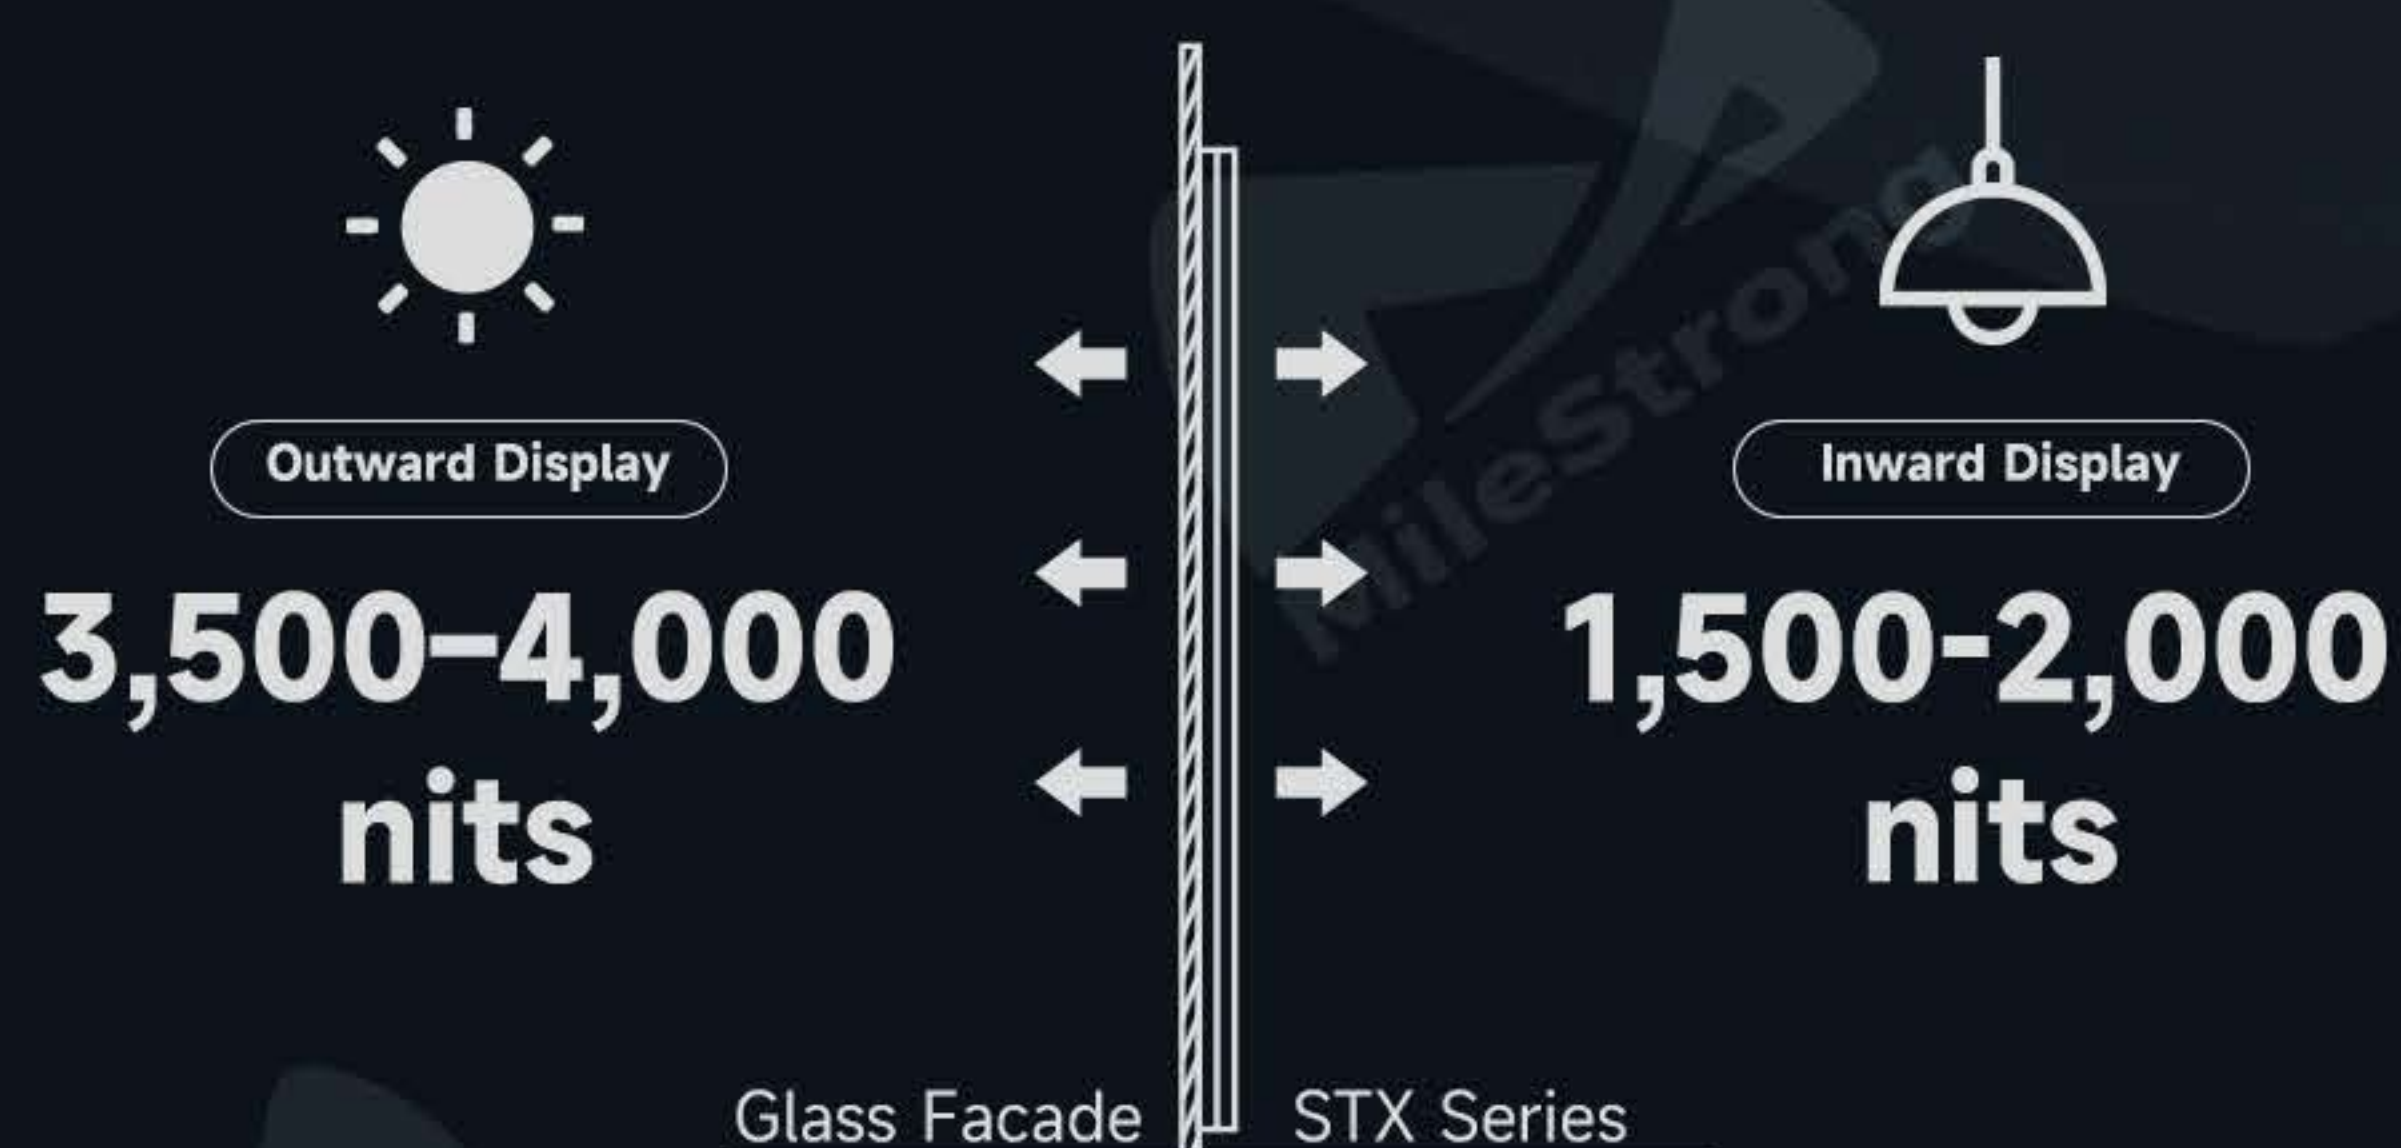 Outward Display
3,500–4,000
nits
Inward Display
1,500-2,000
nits
Glass Facade
STX Series
MileStrong